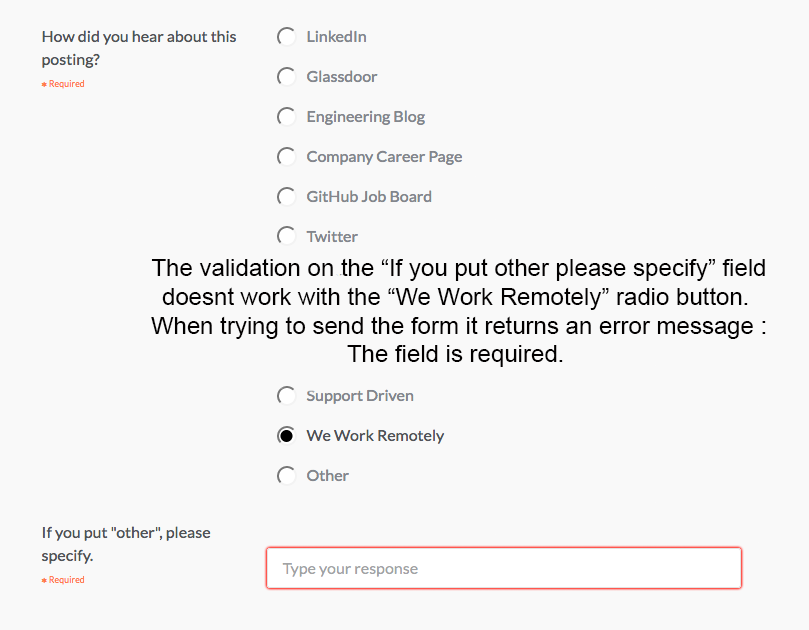 How did you hear about this
posting?
* Required
LinkedIn
Glassdoor
Engineering Blog
Company Career Page
GitHub Job Board
Twitter
The validation on the “If you put other please specify” field
doesnt work with the “We Work Remotely” radio button.
When trying to send the form it returns an error message :
The field is required.
Support Driven
We Work Remotely
Other
If you put "other", please
specify.
* Required
Type your response